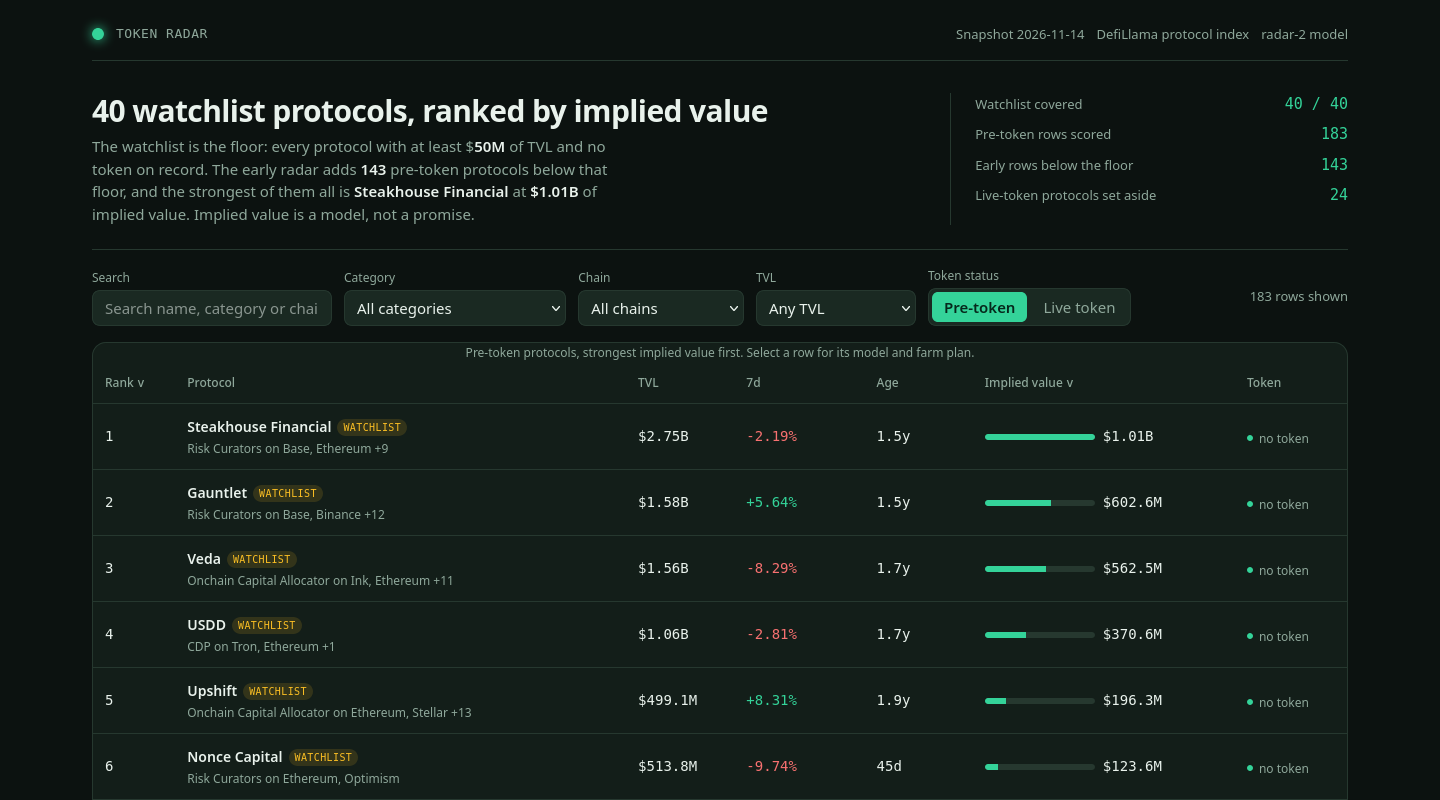 TOKEN RADAR
Snapshot 2026-11-14 DefiLlama protocol index radar-2 model
40 watchlist protocols, ranked by implied value
The watchlist is the floor: every protocol with at least $50M of TVL and no
token on record. The early radar adds 143 pre-token protocols below that
floor, and the strongest of them all is Steakhouse Financial at $1.01B of
implied value. Implied value is a model, not a promise.
Watchlist covered 40 / 40
Pre-token rows scored 183
Early rows below the floor 143
Live-token protocols set aside 24
Search Category Chain TVL Token status
Search name, category or chai All categories All chains Any TVL Pre-token Live token 183 rows shown
Pre-token protocols, strongest implied value first. Select a row for its model and farm plan.
Rank v Protocol TVL 7d Age Implied value v Token
1 Steakhouse Financial WATCHLIST $2.75B -2.19% 1.5y $1.01B no token
Risk Curators on Base, Ethereum +9
2 Gauntlet WATCHLIST $1.58B +5.64% 1.5y $602.6M no token
Risk Curators on Base, Binance +12
3 Veda WATCHLIST $1.56B -8.29% 1.7y $562.5M no token
Onchain Capital Allocator on Ink, Ethereum +11
4 USDD WATCHLIST $1.06B -2.81% 1.7y $370.6M no token
CDP on Tron, Ethereum +1
5 Upshift WATCHLIST $499.1M +8.31% 1.9y $196.3M no token
Onchain Capital Allocator on Ethereum, Stellar +13
6 Nonce Capital WATCHLIST $513.8M -9.74% 45d $123.6M no token
Risk Curators on Ethereum, Optimism